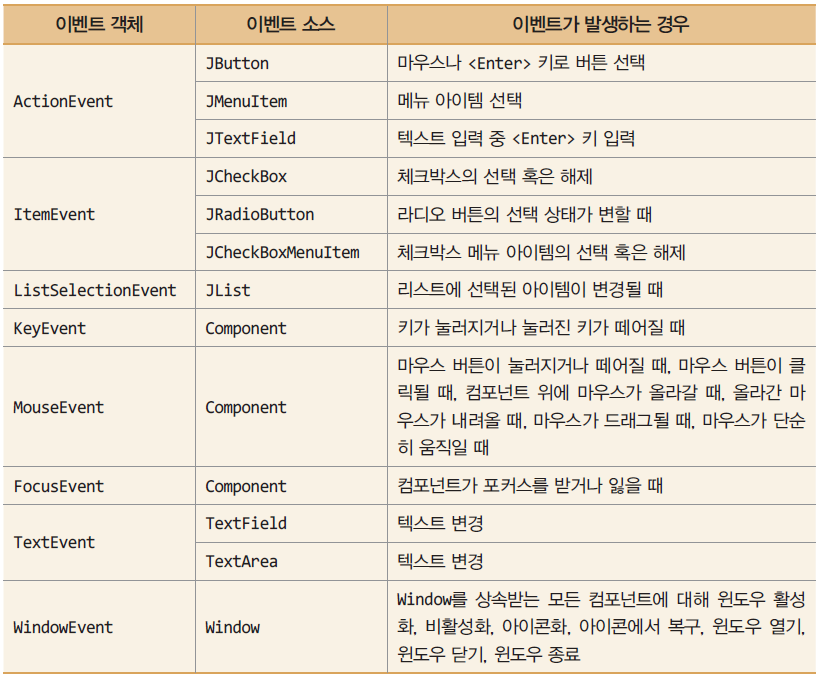 이벤트 객체 이벤트 소스 이벤트가 발생하는 경우
ActionEvent
JButton 마우스나 <Enter> 키로 버튼 선택
JMenuItem 메뉴 아이템 선택
JTextField 텍스트 입력 중 <Enter> 키 입력
ItemEvent
JCheckBox 체크박스의 선택 혹은 해제
JRadioButton 라디오 버튼의 선택 상태가 변할 때
JCheckBoxMenuItem 체크박스 메뉴 아이템의 선택 혹은 해제
ListSelectionEvent JList 리스트에 선택된 아이템이 변경될 때
KeyEvent Component 키가 눌러지거나 눌러진 키가 떼어질 때
MouseEvent Component
마우스 버튼이 눌러지거나 떼어질 때, 마우스 버튼이 클
릭될 때, 컴포넌트 위에 마우스가 올라갈 때, 올라간 마
우스가 내려올 때, 마우스가 드래그될 때, 마우스가 단순
히 움직일 때
FocusEvent Component 컴포넌트가 포커스를 받거나 잃을 때
TextEvent
TextField 텍스트 변경
TextArea 텍스트 변경
WindowEvent Window
Window를 상속받는 모든 컴포넌트에 대해 윈도우 활성
화, 비활성화, 아이콘화, 아이콘에서 복구, 윈도우 열기,
윈도우 닫기, 윈도우 종료